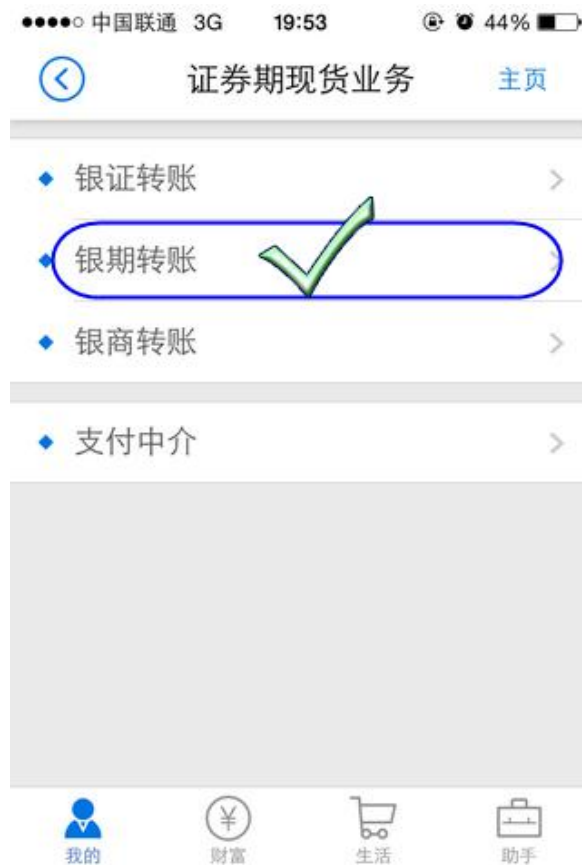 中国联通 3G 19:53 44%
证券期现货业务 主页
银证转账
银期转账
银商转账
支付中介
我的 财富 生活 助手